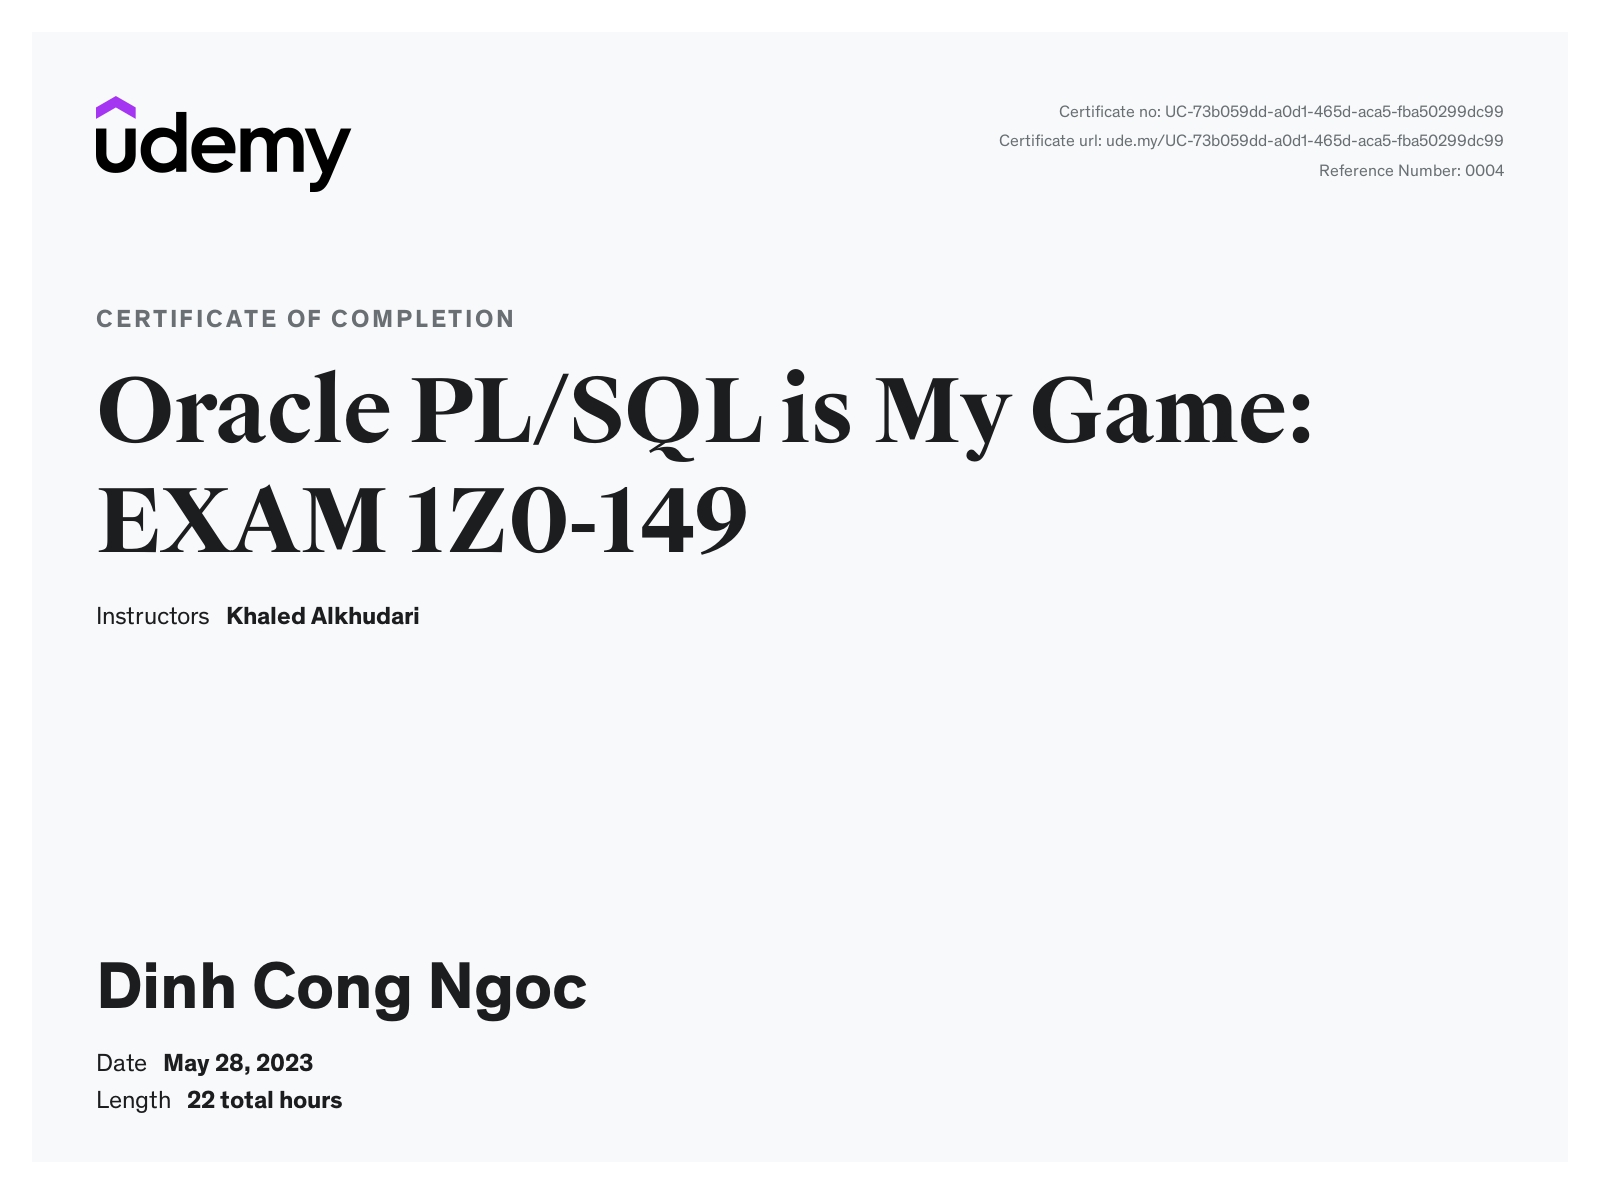 udemy
Certificate no: UC-73b059dd-a0d1-465d-aca5-fba50299dc99
Certificate url: ude.my/UC-73b059dd-a0d1-465d-aca5-fba50299dc99
Reference Number: 0004
CERTIFICATE OF COMPLETION
Oracle PL/SQL is My Game:
EXAM 1Z0-149
Instructors Khaled Alkhudari
Dinh Cong Ngoc
Date May 28, 2023
Length 22 total hours